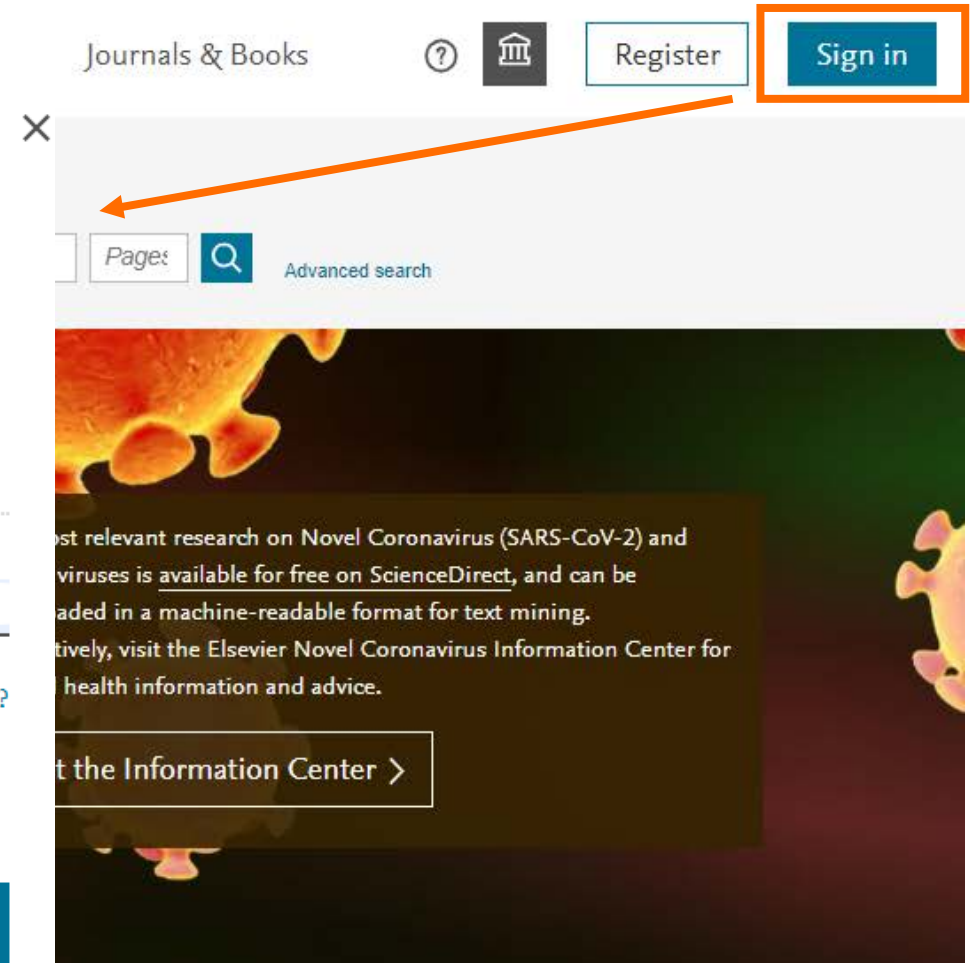 Journals & Books ? Register Sign in
Pages Advanced search
st relevant research on Novel Coronavirus (SARS-CoV-2) and
viruses is available for free on ScienceDirect, and can be
aded in a machine-readable format for text mining.
tively, visit the Elsevier Novel Coronavirus Information Center for
health information and advice.
?
t the Information Center >